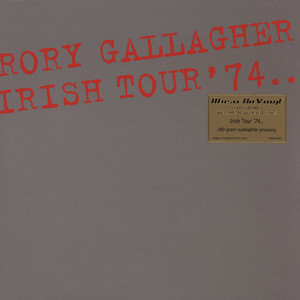 RORY GALLAGHER
IRISH TOUR '74..
Music On Vinyl
Irish Tour '74..
180 gram audiophile pressing